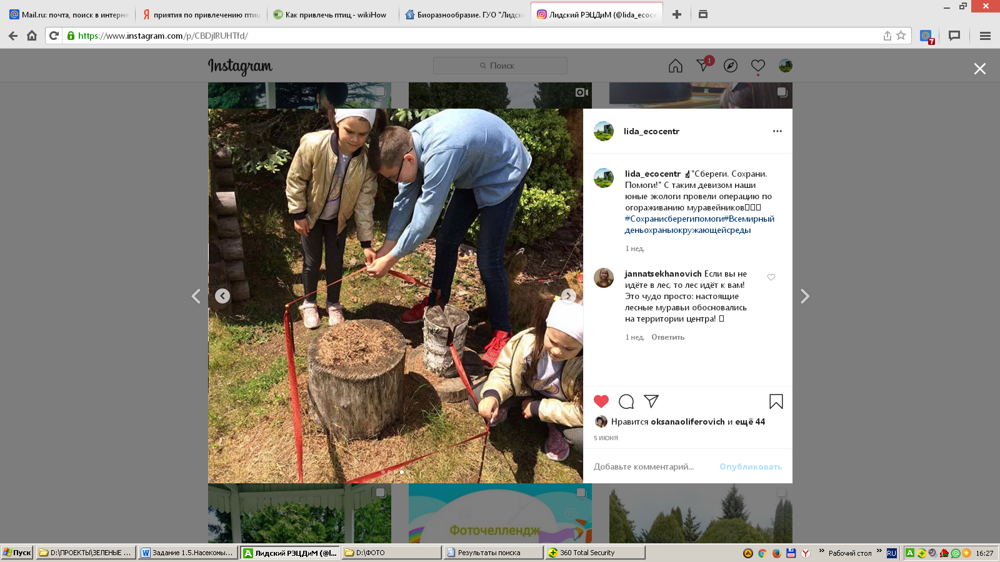 Mail.ru: почта, поиск в интерне
приятия по привлечению птиц
Как привлечь птиц - wikiHow
Биоразнообразие. ГУО "Лидски
Лидский РЭЦДиМ (@lida_ecoce
https://www.instagram.com/p/CBDjlRUHTfd/
7
Instagram
Поиск
1
lida_ecocentr
lida_ecocentr ☝"Сбереги. Сохрани.
Помоги!" С таким девизом наши
юные экологи провели операцию по
огораживанию муравейников
#Сохранисберегипомоги#Всемирный
деньохраныокружающейсреды
1 нед.
jannatsekhanovich Если вы не
идёте в лес, то лес идёт к вам!
Это чудо просто: настоящие
лесные муравьи обосновались
на территории центра!
1 нед. Ответить
Нравится oksanaoliferovich и ещё 44
5 ИЮНЯ
Добавьте комментарий... Опубликовать
Фоточеллендж
Пуск
D:\ПРОЕКТЫ\ЗЕЛЕНЫЕ ...
Задание 1.5.Насекомы...
Лидский РЭЦДиМ (@l...
D:\ФОТО
Результаты поиска
360 Total Security
Рабочий стол
RU
16:27